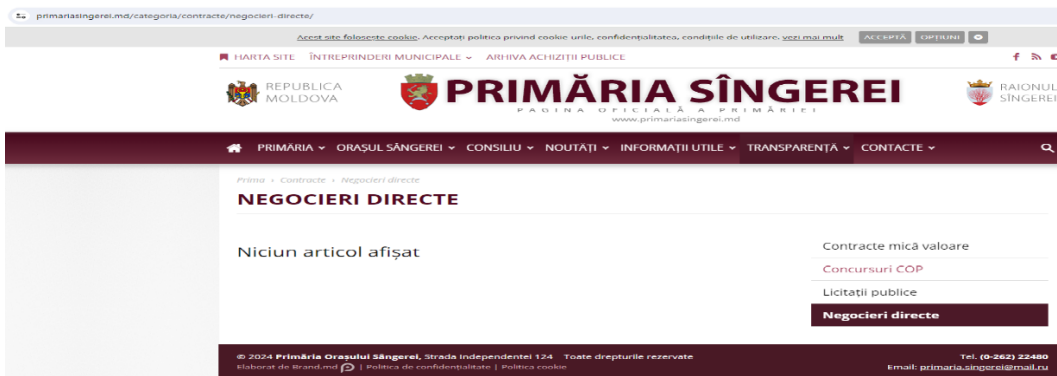 primariasingerei.md/categoria/contracte/negocieri-directe/
Acest site folosește cookie. Acceptați politica privind cookie urile, confidențialitatea, condițiile de utilizare. vezi mai mult ACCEPTĂ OPȚIUNI
HARTA SITE ÎNTREPRINDERI MUNICIPALE ARHIVA ACHIZIȚII PUBLICE
REPUBLICA
MOLDOVA
PRIMĂRIA SÎNGEREI
PAGINA OFICIALĂ A PRIMĂRIEI
www.primariasingerei.md
RAIONUL
SÎNGEREI
PRIMĂRIA ORAȘUL SÂNGEREI CONSILIU NOUTĂȚI INFORMAȚII UTILE TRANSPARENȚĂ CONTACTE
Prima › Contracte › Negocieri directe
NEGOCIERI DIRECTE
Niciun articol afișat
Contracte mică valoare
Concursuri COP
Licitații publice
Negocieri directe
© 2024 Primăria Orașului Sângerei, Strada Independentei 124 Toate drepturile rezervate
Tel. (0-262) 22480
Elaborat de Brand.md | Politica de confidențialitate | Politica cookie
Email: primaria.singerei@mail.ru